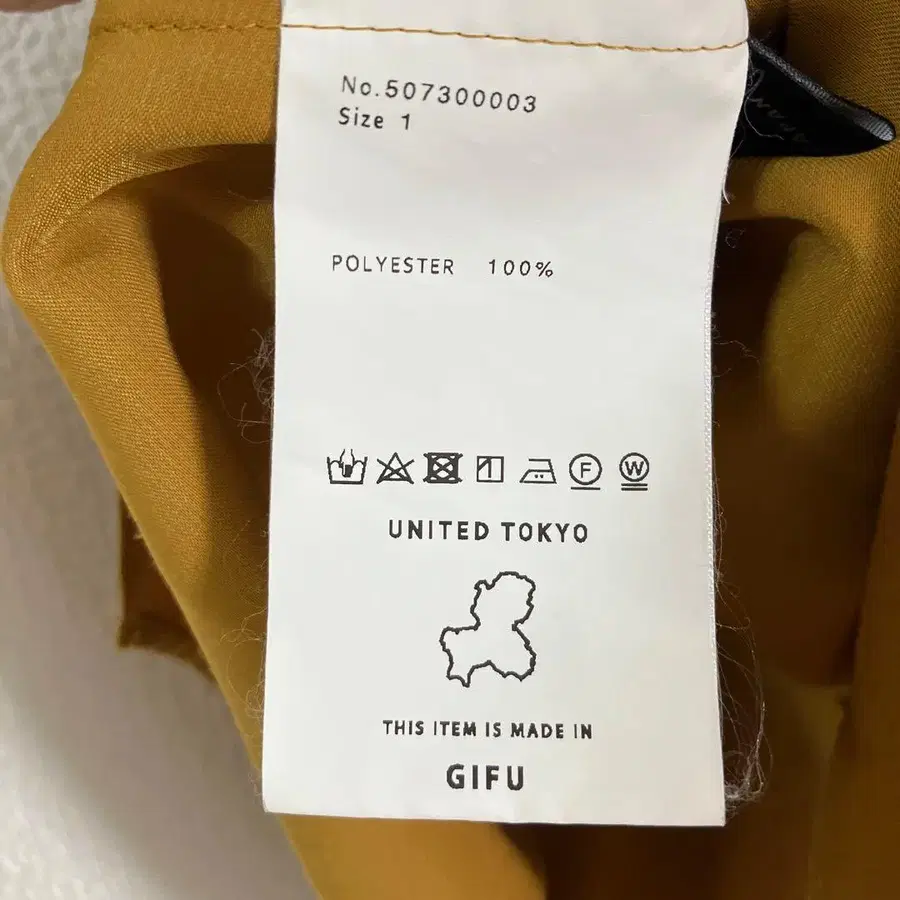 No.507300003
Size 1
POLYESTER 100%
F W
UNITED TOKYO
THIS ITEM IS MADE IN
GIFU